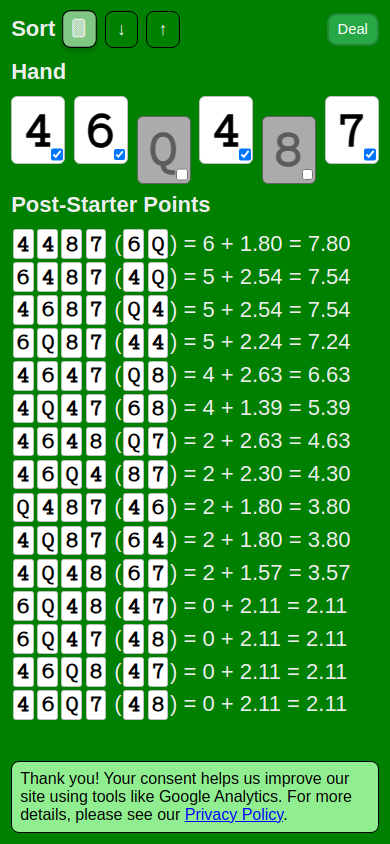 Sort ↓ ↑ Deal
Hand
4 6 Q 4 8 7
Post-Starter Points
4 4 8 7 (6 Q) = 6 + 1.80 = 7.80
6 4 8 7 (4 Q) = 5 + 2.54 = 7.54
4 6 8 7 (Q 4) = 5 + 2.54 = 7.54
6 Q 8 7 (4 4) = 5 + 2.24 = 7.24
4 6 4 7 (Q 8) = 4 + 2.63 = 6.63
4 Q 4 7 (6 8) = 4 + 1.39 = 5.39
4 6 4 8 (Q 7) = 2 + 2.63 = 4.63
4 6 Q 4 (8 7) = 2 + 2.30 = 4.30
Q 4 8 7 (4 6) = 2 + 1.80 = 3.80
4 Q 8 7 (6 4) = 2 + 1.80 = 3.80
4 Q 4 8 (6 7) = 2 + 1.57 = 3.57
6 Q 4 8 (4 7) = 0 + 2.11 = 2.11
6 Q 4 7 (4 8) = 0 + 2.11 = 2.11
4 6 Q 8 (4 7) = 0 + 2.11 = 2.11
4 6 Q 7 (4 8) = 0 + 2.11 = 2.11
Thank you! Your consent helps us improve our
site using tools like Google Analytics. For more
details, please see our Privacy Policy.